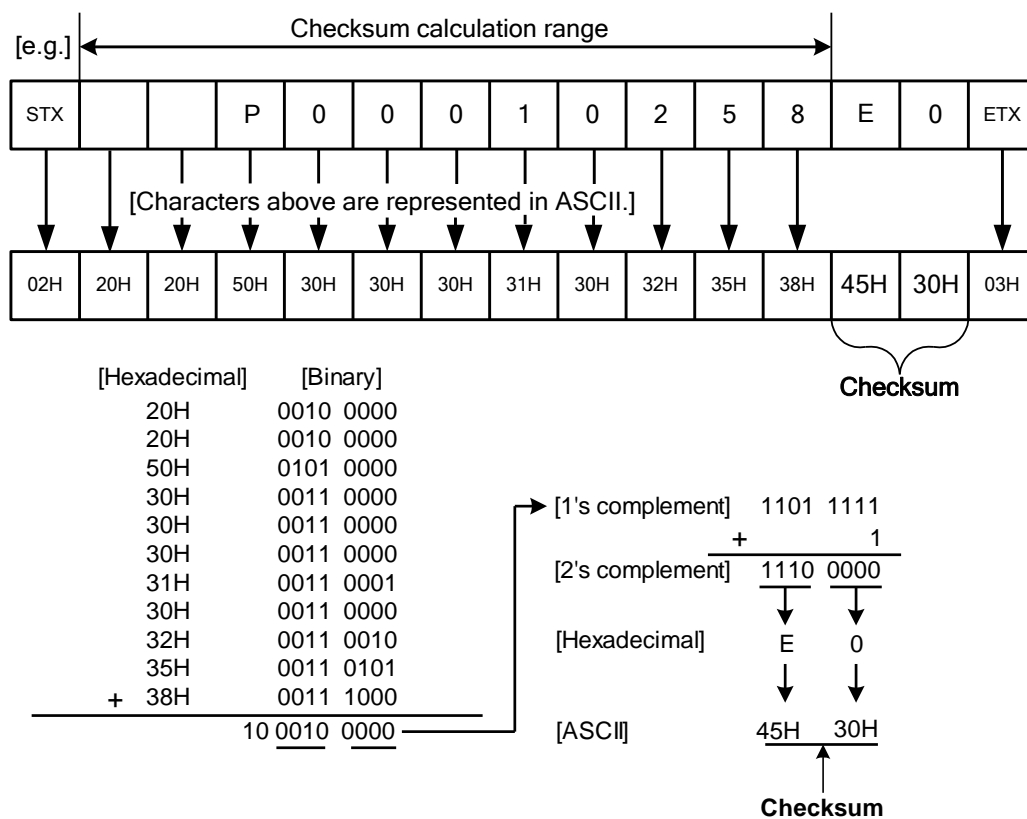 [e.g.] Checksum calculation range
STX P 0 0 0 1 0 2 5 8 E 0 ETX
[Characters above are represented in ASCII.]
02H 20H 20H 50H 30H 30H 30H 31H 30H 32H 35H 38H 45H 30H 03H
Checksum
[Hexadecimal] [Binary]
20H 0010 0000
20H 0010 0000
50H 0101 0000
30H 0011 0000
30H 0011 0000
30H 0011 0000
31H 0011 0001
30H 0011 0000
32H 0011 0010
35H 0011 0101
+ 38H 0011 1000
10 0010 0000
[1's complement] 1101 1111
+ 1
[2's complement] 1110 0000
[Hexadecimal] E 0
[ASCII] 45H 30H
Checksum